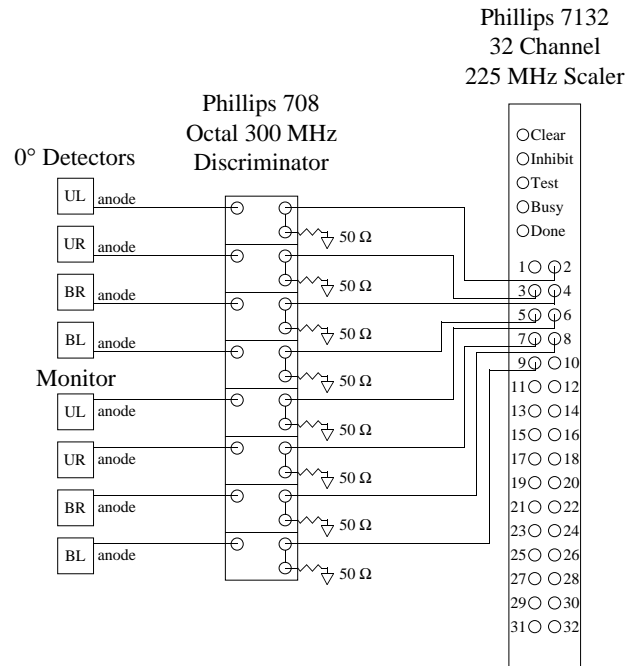 Phillips 7132
32 Channel
225 MHz Scaler
Phillips 708
Octal 300 MHz
Discriminator
0° Detectors
UL anode
UR anode
BR anode
BL anode
Monitor
UL anode
UR anode
BR anode
BL anode
50 Ω
50 Ω
50 Ω
50 Ω
50 Ω
50 Ω
50 Ω
50 Ω
Clear
Inhibit
Test
Busy
Done
1 2
3 4
5 6
7 8
9 10
11 12
13 14
15 16
17 18
19 20
21 22
23 24
25 26
27 28
29 30
31 32